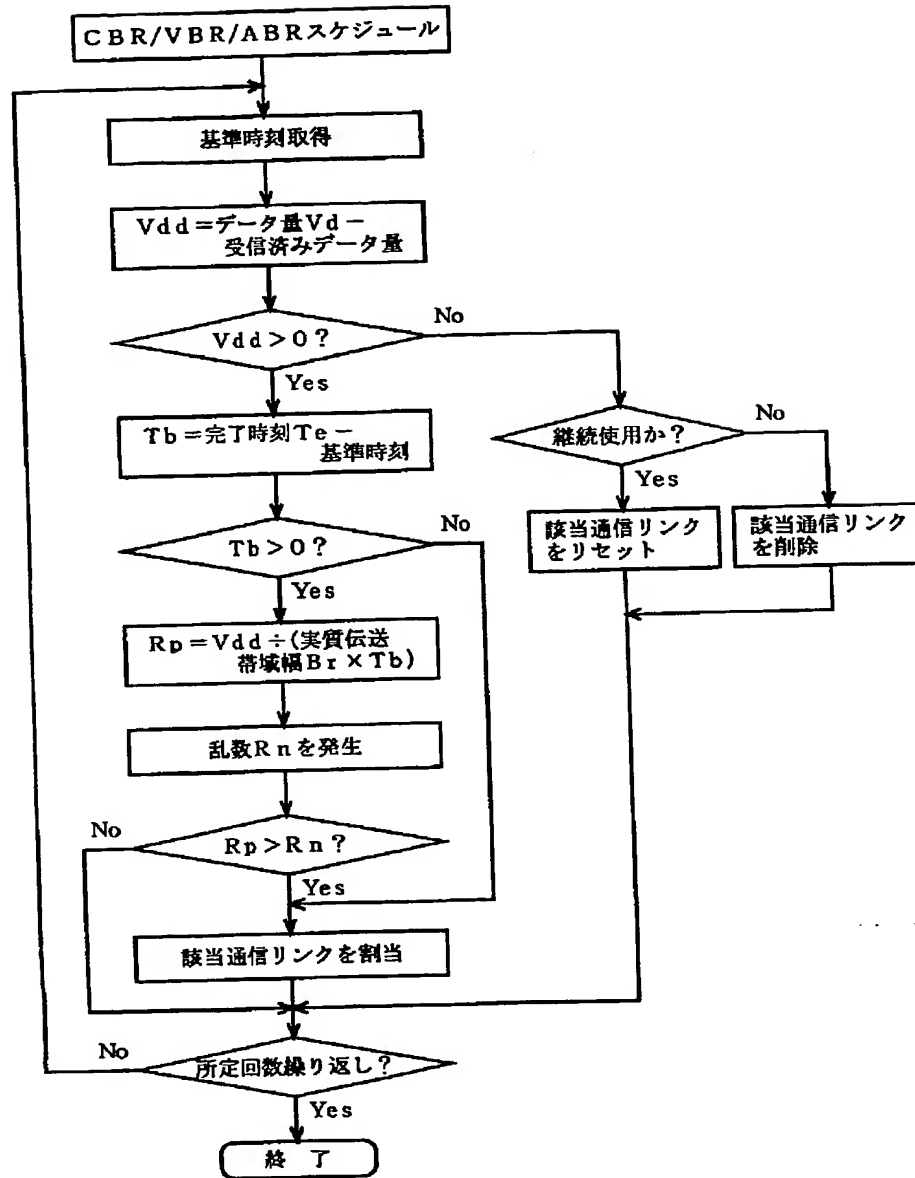 CBR/VBR/ABRスケジュール
基準時刻取得
Vdd=データ量Vd−
受信済みデータ量
Vdd>0?
No
Yes
Tb=完了時刻Te−
基準時刻
継続使用か?
No
Yes
Tb>0?
No
Yes
該当通信リンク
をリセット
該当通信リンク
を削除
Rp=Vdd÷(実質伝送
帯域幅Br×Tb)
乱数Rnを発生
Rp>Rn?
No
Yes
該当通信リンクを割当
所定回数繰り返し?
No
Yes
終 了